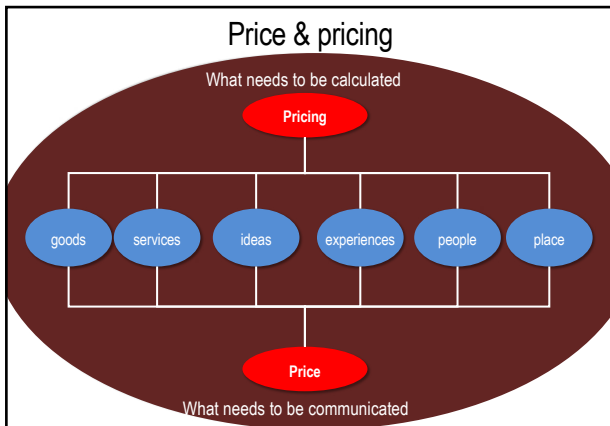 Price & pricing
What needs to be calculated
Pricing
goods services ideas experiences people place
Price
What needs to be communicated